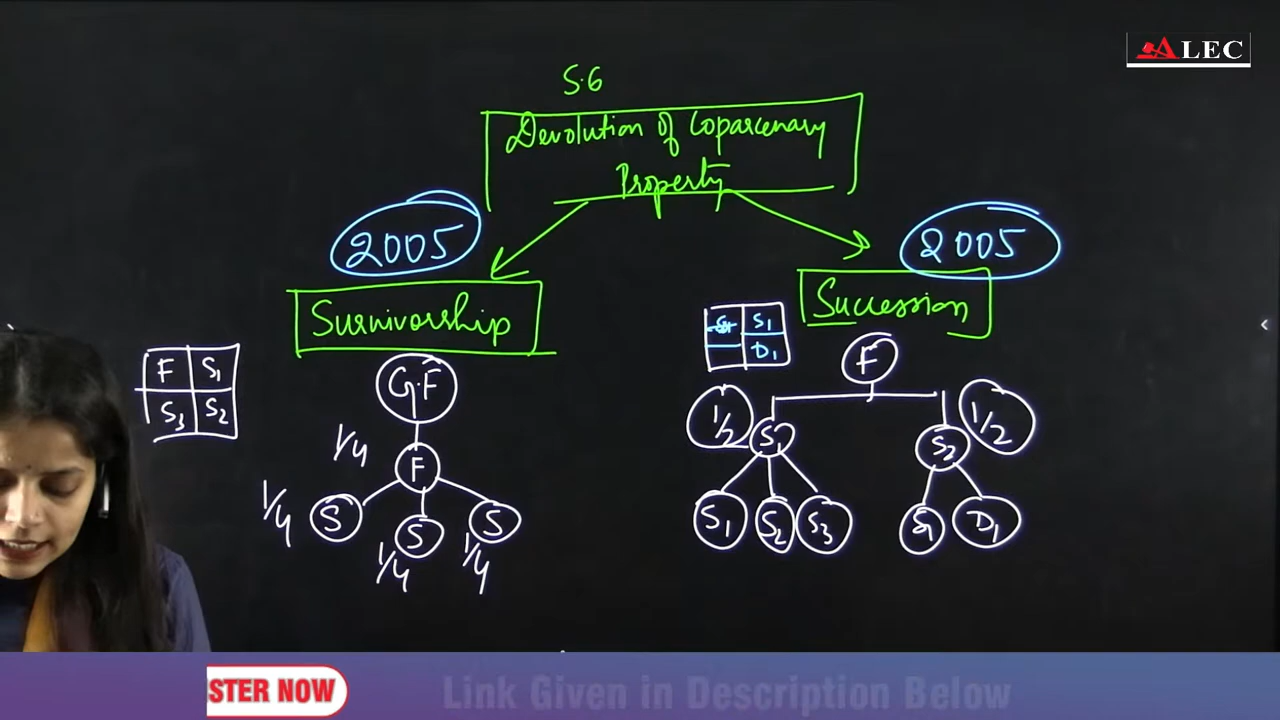 ALEC
S.6
Devolution of Coparcenary
Property
2005
2005
Survivorship
Succession
F S1
S3 S2
G.F
1/4
F
1/4
S
S
S
1/4
1/4
S1
D1
F
1/2
1/2
S1
S2
S1
S2
S3
S1
D1
STER NOW
Link Given in Description Below